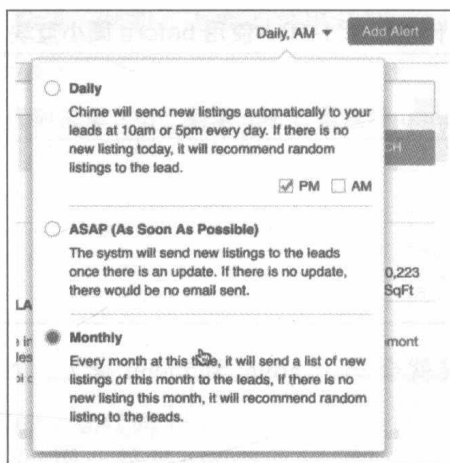 Daily, AM
Add Alert
Daily
Chime will send new listings automatically to your
leads at 10am or 5pm every day. If there is no
new listing today, it will recommend random
listings to the lead.
PM AM
CH
ASAP (As Soon As Possible)
The systm will send new listings to the leads
once there is an update. If there is no update,
there would be no email sent.
0,223
SqFt
LA
Monthly
mont
Every month at this time, it will send a list of new
listings of this month to the leads, If there is no
new listing this month, it will recommend random
listing to the leads.